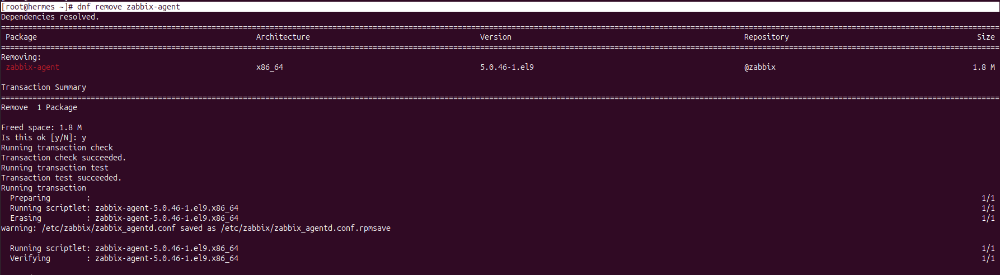 [root@hermes ~]# dnf remove zabbix-agent
Dependencies resolved.
================================================================================
Package Architecture Version Repository Size
================================================================================
Removing:
zabbix-agent x86_64 5.0.46-1.el9 @zabbix 1.8 M
Transaction Summary
================================================================================
Remove 1 Package
Freed space: 1.8 M
Is this ok [y/N]: y
Running transaction check
Transaction check succeeded.
Running transaction test
Transaction test succeeded.
Running transaction
Preparing : 1/1
Running scriptlet: zabbix-agent-5.0.46-1.el9.x86_64 1/1
Erasing : zabbix-agent-5.0.46-1.el9.x86_64 1/1
warning: /etc/zabbix/zabbix_agentd.conf saved as /etc/zabbix/zabbix_agentd.conf.rpmsave
Running scriptlet: zabbix-agent-5.0.46-1.el9.x86_64 1/1
Verifying : zabbix-agent-5.0.46-1.el9.x86_64 1/1